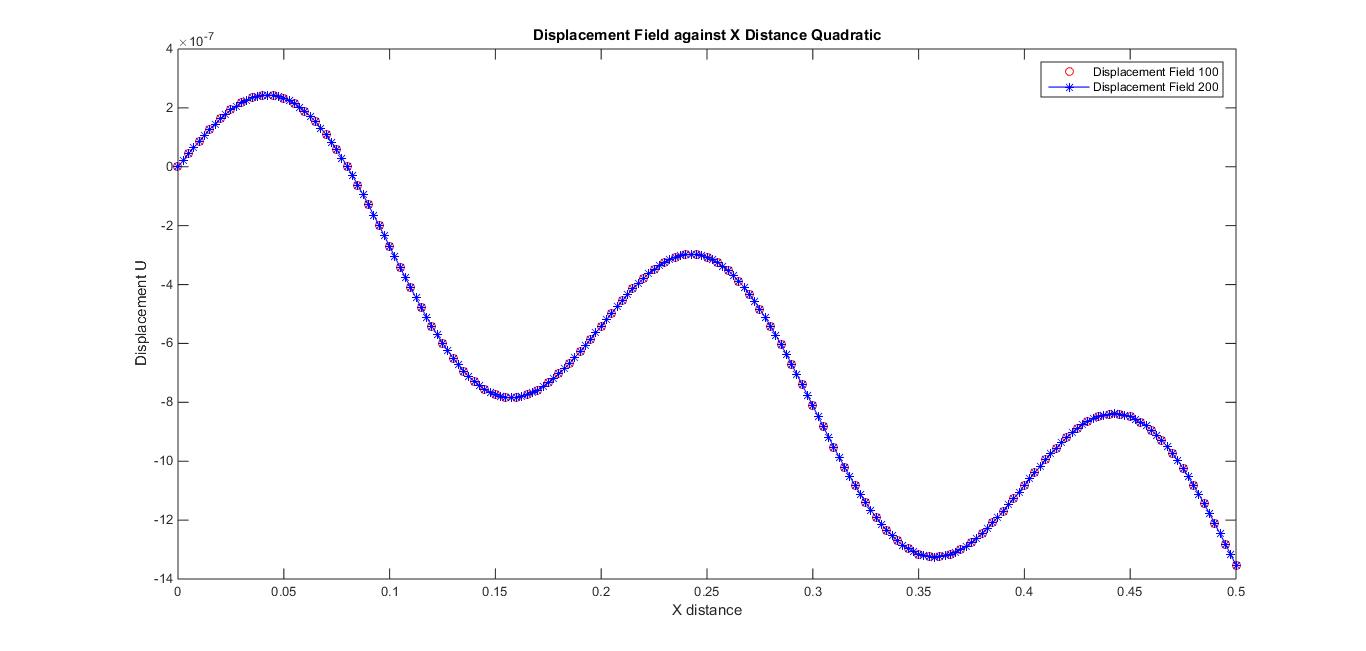 Displacement Field against X Distance Quadratic
×10-7
Displacement Field 100
Displacement Field 200
4
2
0
-2
-4
-6
-8
-10
-12
-14
Displacement U
0 0.05 0.1 0.15 0.2 0.25 0.3 0.35 0.4 0.45 0.5
X distance